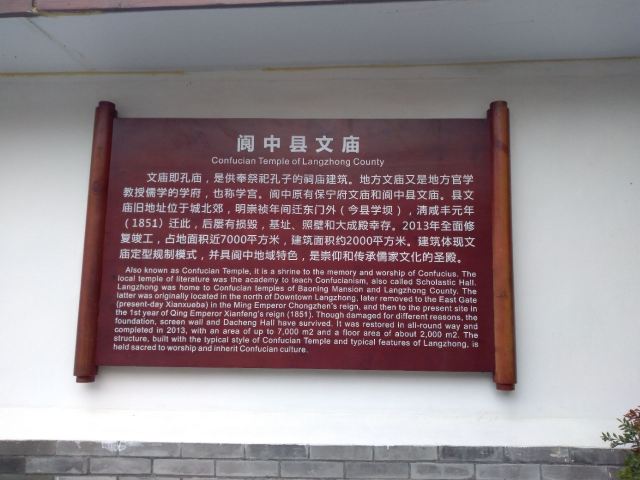 阆中县文庙
Confucian Temple of Langzhong County
文庙即孔庙，是供奉祭祀孔子的祠庙建筑。地方文庙又是地方官学
教授儒学的学府，也称学宫。阆中原有保宁府文庙和阆中县文庙。县文
庙旧地址位于城北郊，明崇祯年间迁东门外（今县学坝），清咸丰元年
（1851）迁此，后屡有损毁，基址、照壁和大成殿幸存。2013年全面修
复竣工，占地面积近7000平方米，建筑面积约2000平方米。建筑体现文
庙定型规制模式，并具阆中地域特色，是崇仰和传承儒家文化的圣殿。
Also known as Confucian Temple, it is a shrine to the memory and worship of Confucius. The
local temple of literature was the academy to teach Confucianism, also called Scholastic Hall.
Langzhong was home to Confucian temples of Baoning Mansion and Langzhong County. The
latter was originally located in the north of Downtown Langzhong, later removed to the East Gate
(present-day Xianxueba) in the Ming Emperor Chongzhen's reign, and then to the present site in
the 1st year of Qing Emperor Xianfeng's reign (1851). Though damaged for different reasons, the
foundation, screen wall and Dacheng Hall have survived. It was restored in all-round way and
completed in 2013, with an area of up to 7,000 m2 and a floor area of about 2,000 m2. The
structure, built with the typical style of Confucian Temple and typical features of Langzhong, is
held sacred to worship and inherit Confucian culture.